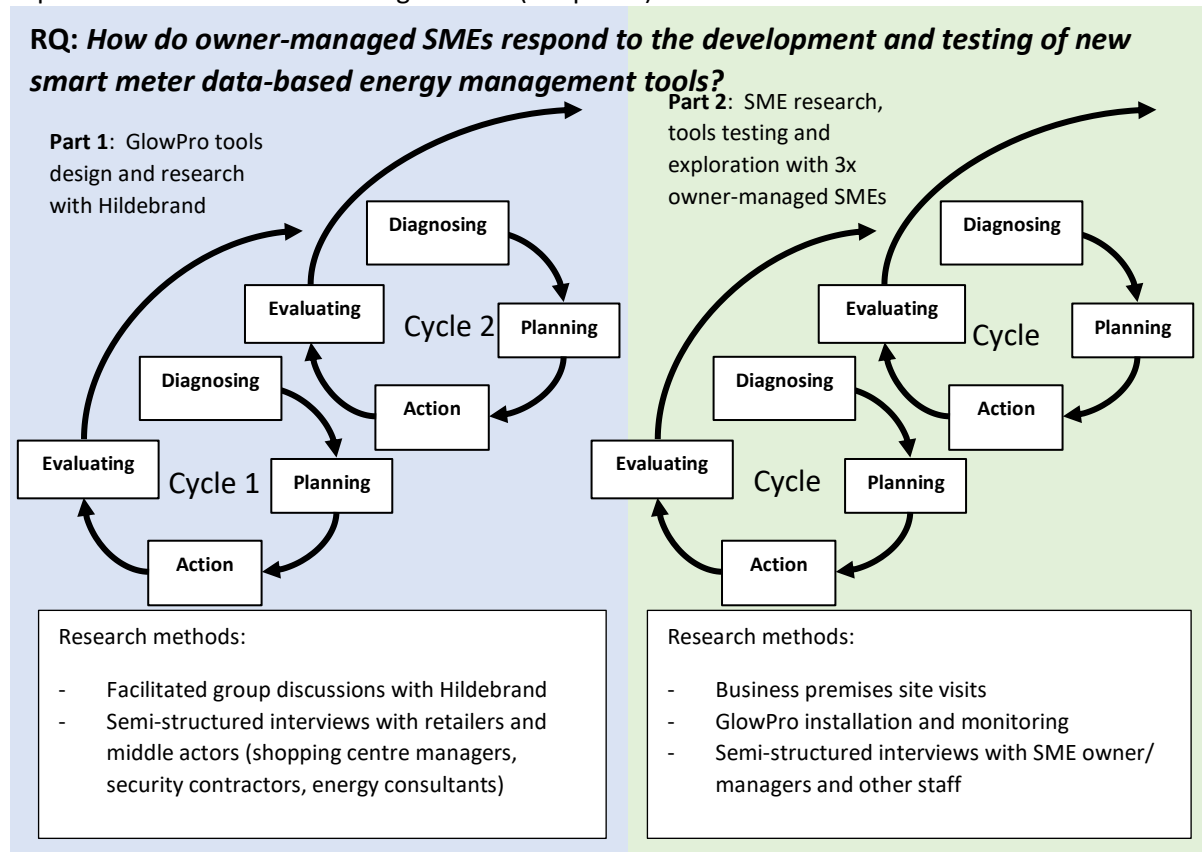 RQ: How do owner-managed SMEs respond to the development and testing of new
smart meter data-based energy management tools?
Part 1: GlowPro tools
design and research
with Hildebrand
Diagnosing
Evaluating
Cycle 2
Planning
Action
Diagnosing
Evaluating
Cycle 1
Planning
Action
Research methods:
- Facilitated group discussions with Hildebrand
- Semi-structured interviews with retailers and
middle actors (shopping centre managers,
security contractors, energy consultants)
Part 2: SME research,
tools testing and
exploration with 3x
owner-managed SMEs
Diagnosing
Evaluating
Cycle
Planning
Action
Diagnosing
Evaluating
Cycle
Planning
Action
Research methods:
- Business premises site visits
- GlowPro installation and monitoring
- Semi-structured interviews with SME owner/
managers and other staff